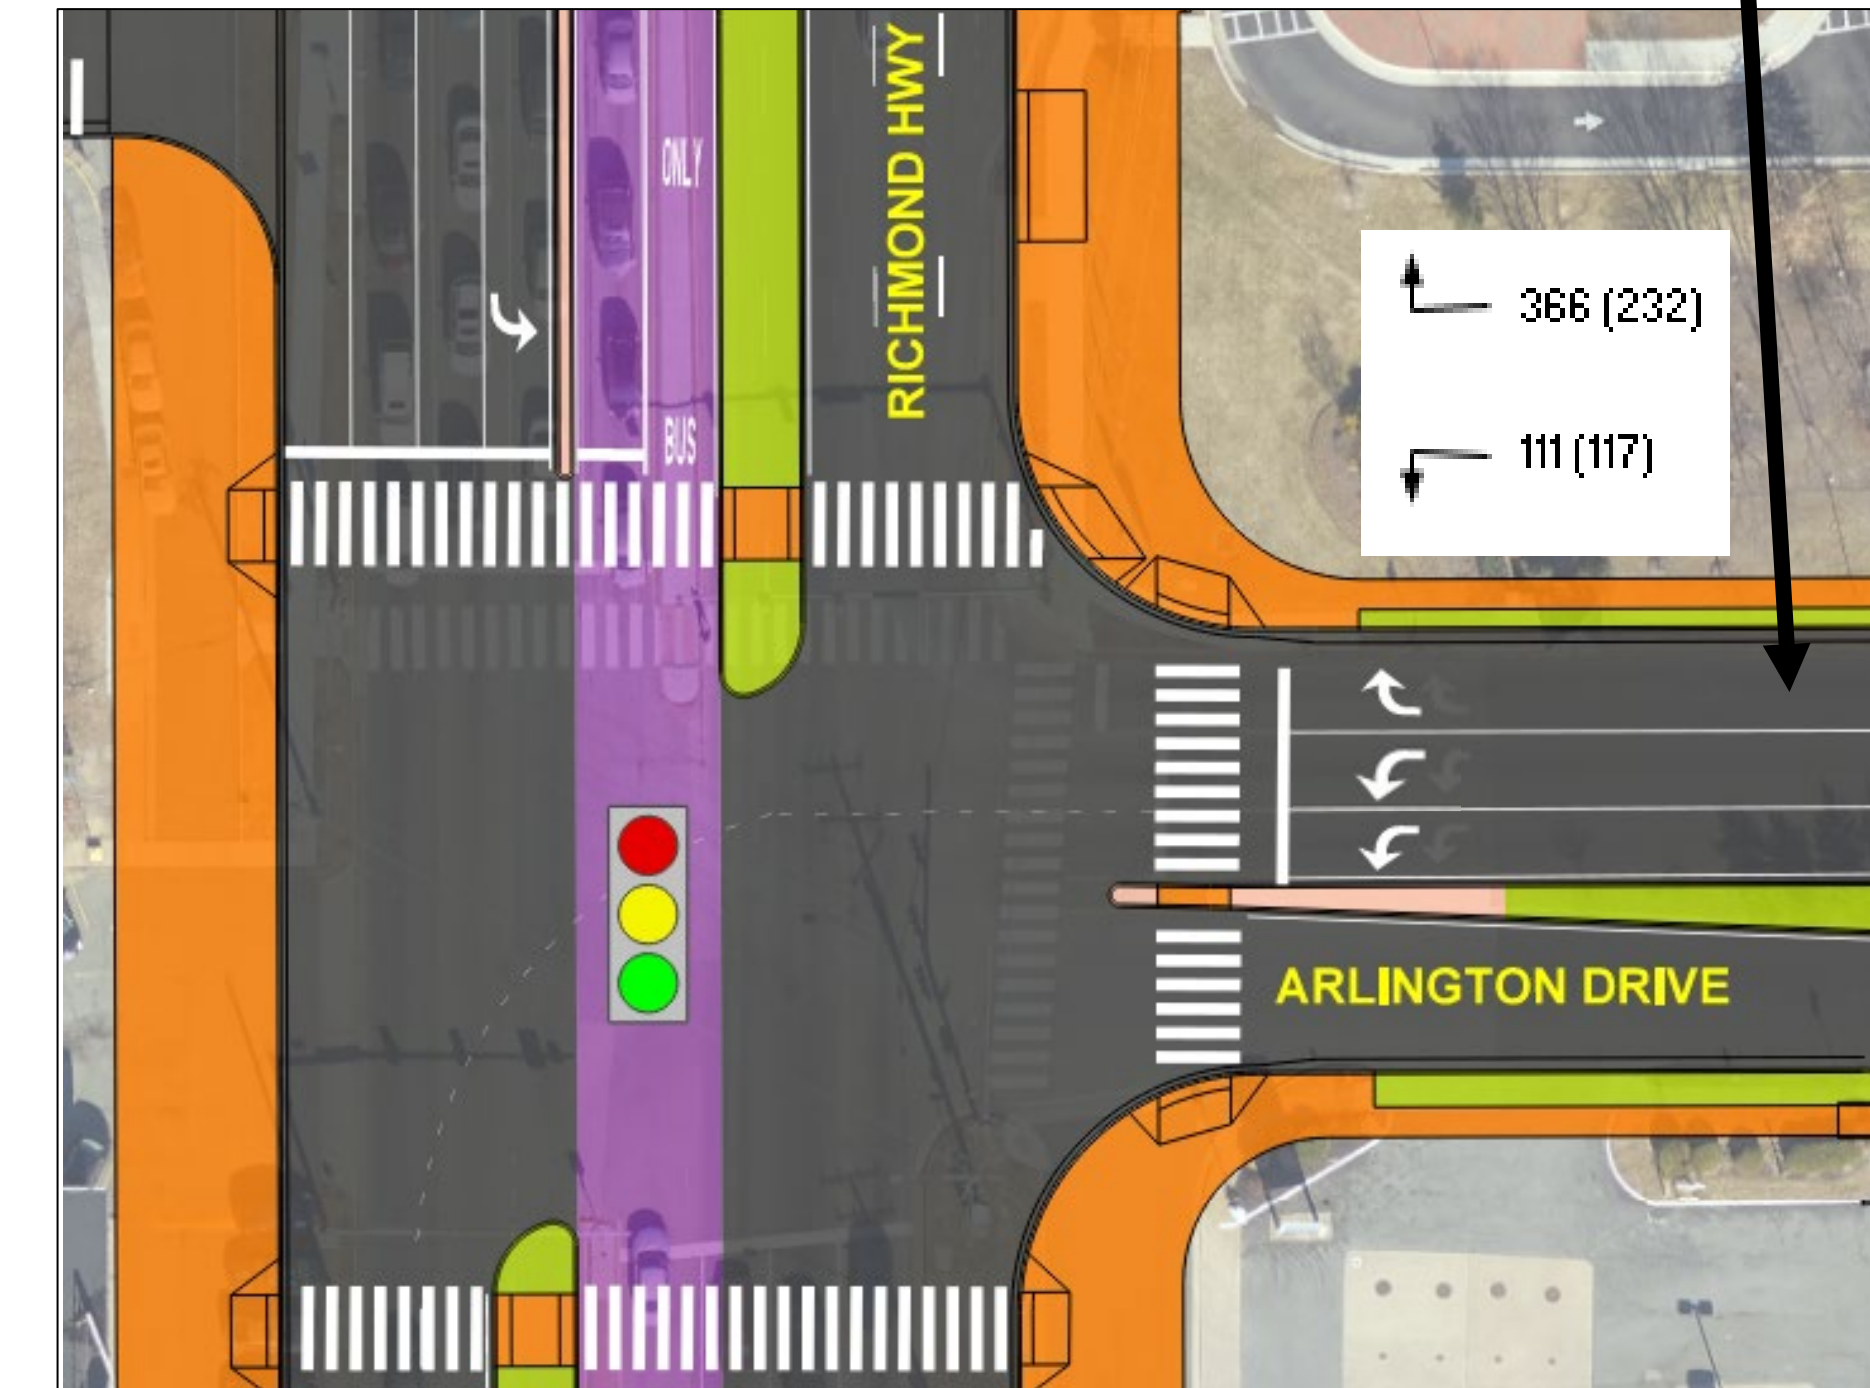 RICHMOND HWY
ONLY
BUS
366 (232)
111 (117)
ARLINGTON DRIVE